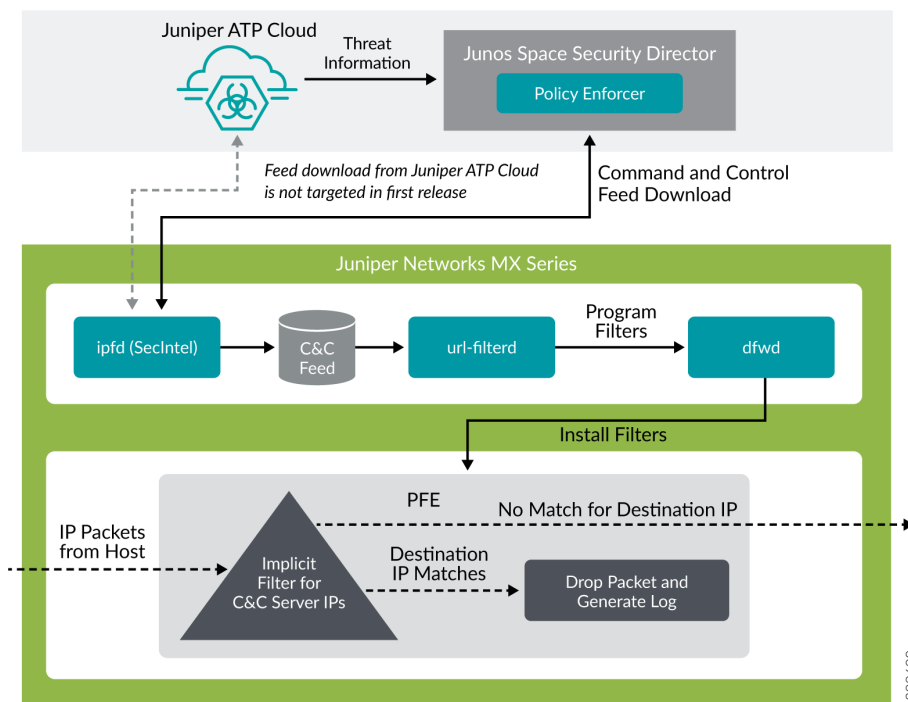 Juniper ATP Cloud
Threat
Information
Junos Space Security Director
Policy Enforcer
Feed download from Juniper ATP Cloud
is not targeted in first release
Command and Control
Feed Download
Juniper Networks MX Series
ipfd (SecIntel)
C&C
Feed
url-filterd
Program
Filters
dfwd
Install Filters
PFE
No Match for Destination IP
IP Packets
from Host
Implicit
Filter for
C&C Server IPs
Destination
IP Matches
Drop Packet and
Generate Log